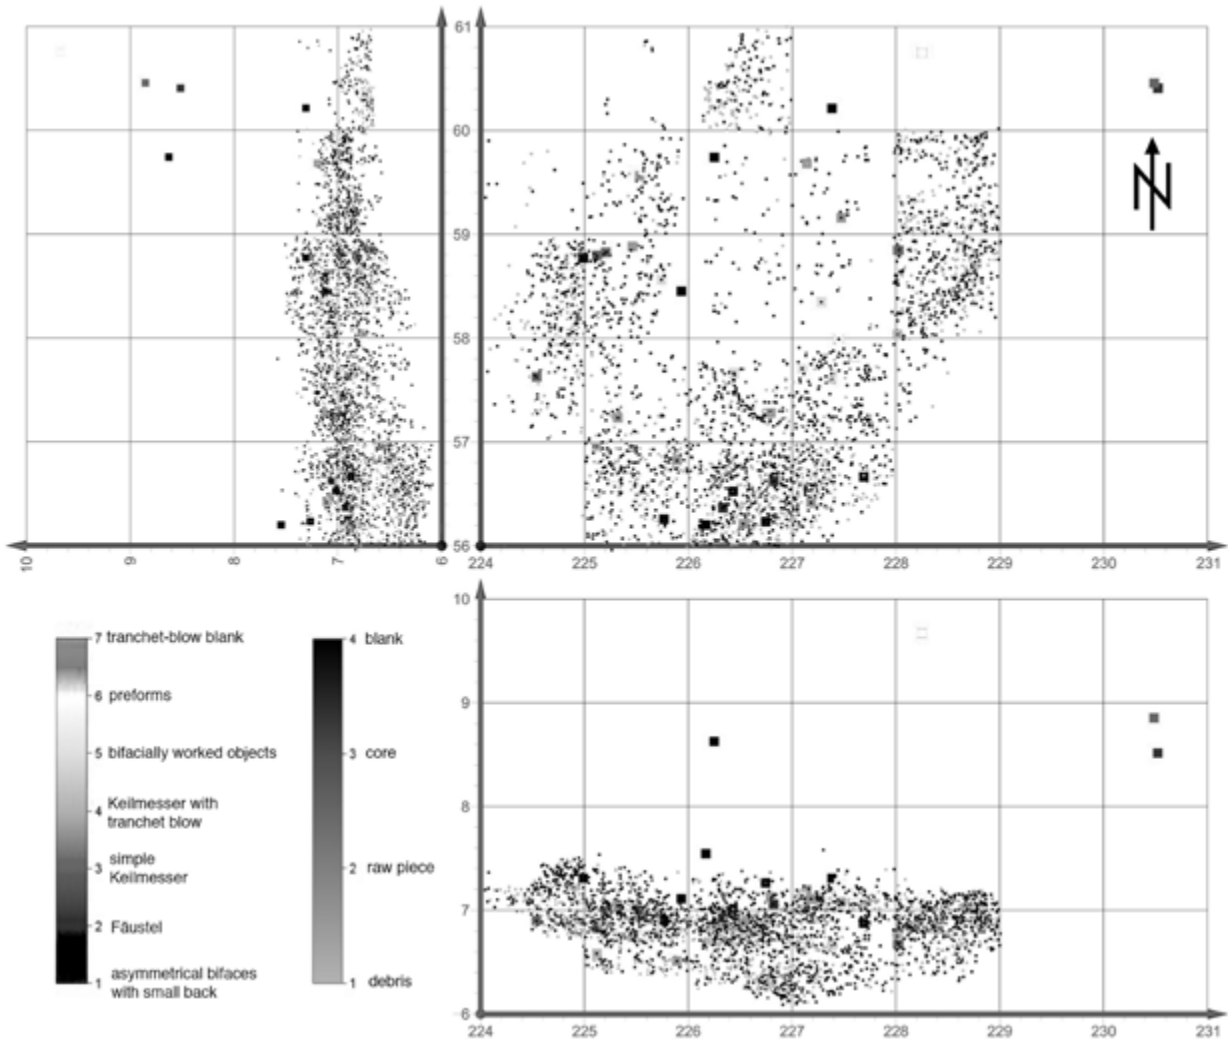 61
60
59
58
57
56
10
9
8
7
6
224
225
226
227
228
229
230
231
N
10
9
8
7
6
224
225
226
227
228
229
230
231
7 tranchet-blow blank
6 preforms
5 bifacially worked objects
4 Keilmesser with
tranchet blow
3 simple
Keilmesser
2 Fäustel
1 asymmetrical bifaces
with small back
4 blank
3 core
2 raw piece
1 debris